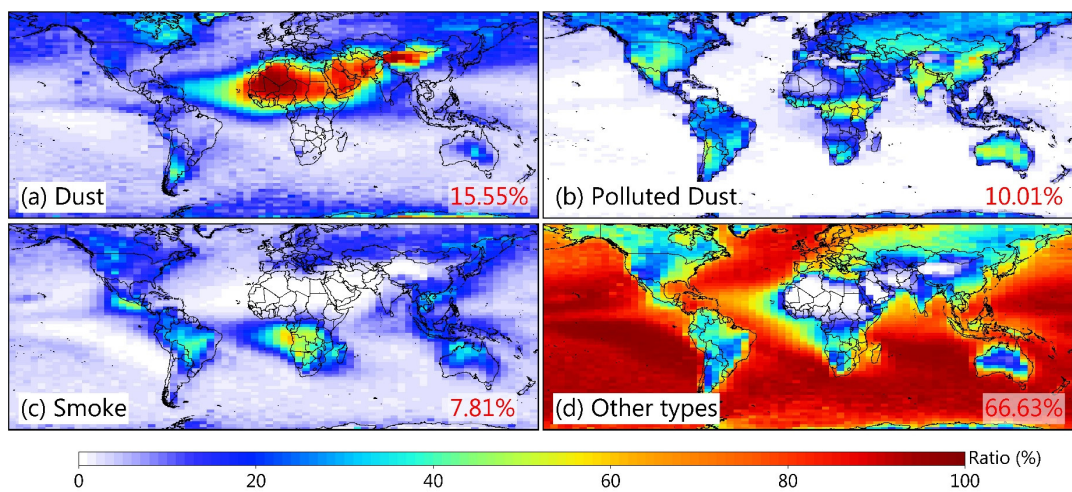 (a) Dust 15.55%
(b) Polluted Dust 10.01%
(c) Smoke 7.81%
(d) Other types 66.63%
Ratio (%)
0 20 40 60 80 100